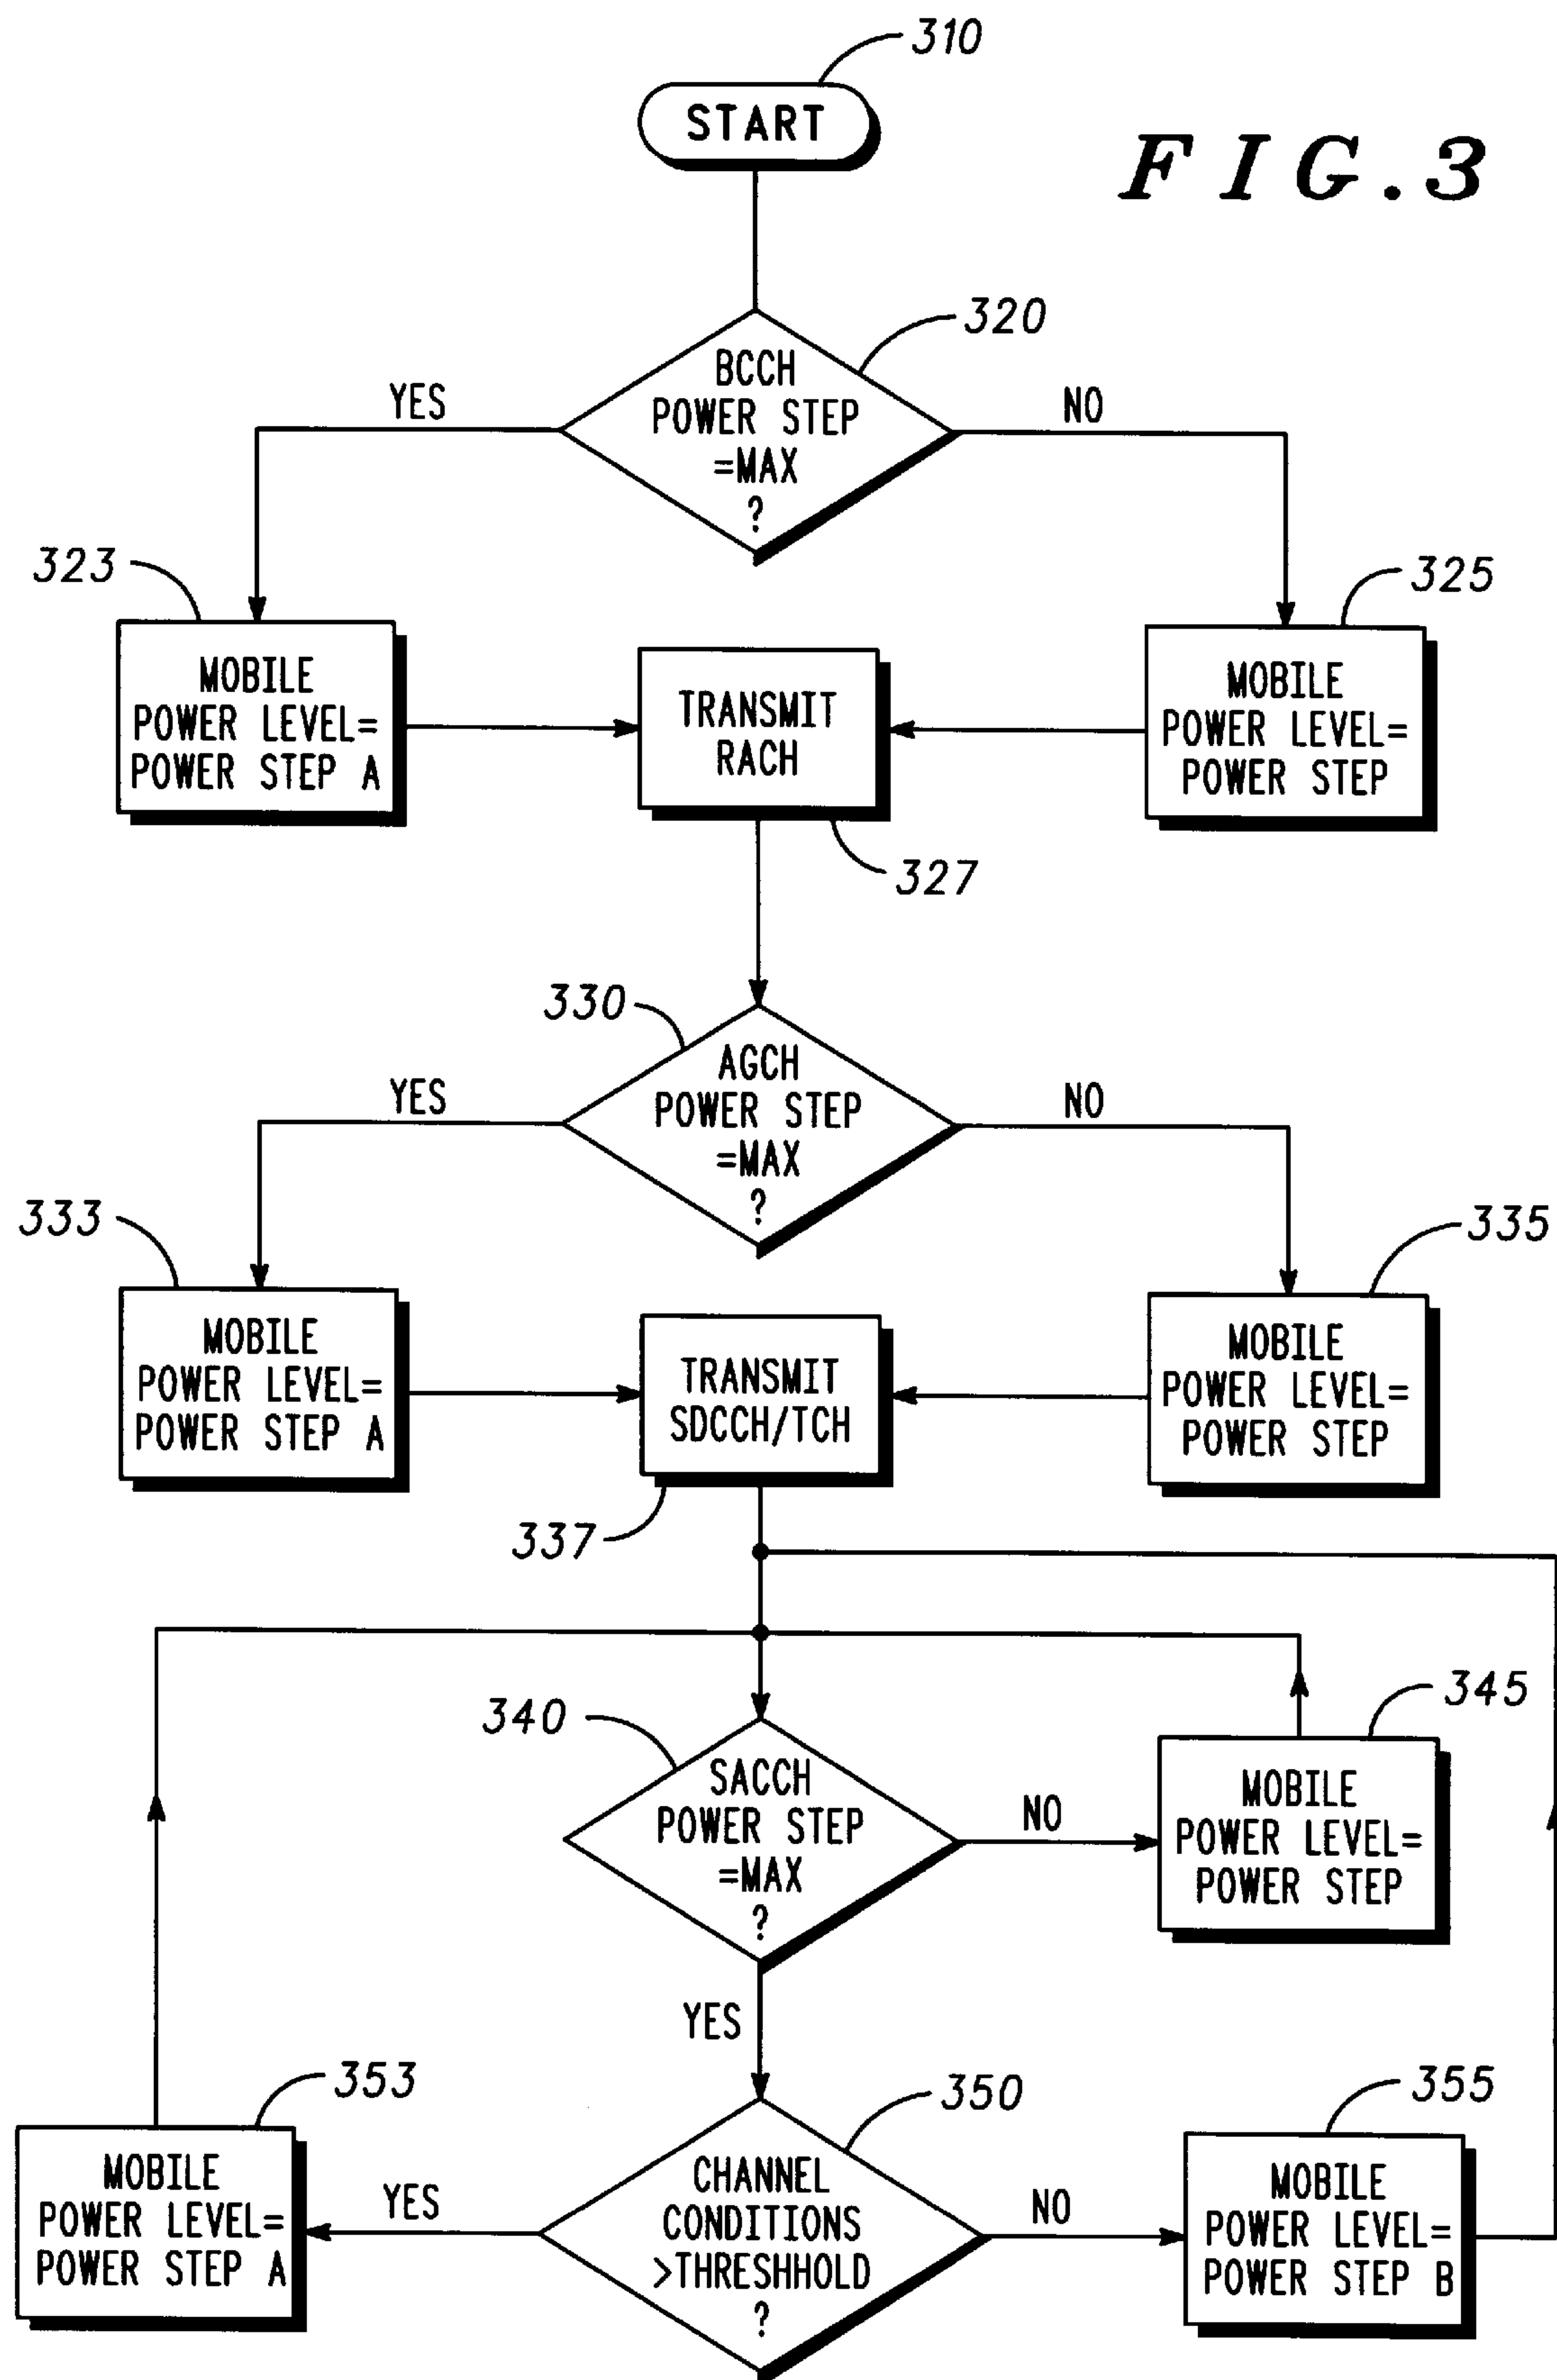 310
START
FIG.3
320
BCCH
POWER STEP
=MAX
?
YES
NO
323
325
MOBILE
POWER LEVEL=
POWER STEP A
TRANSMIT
RACH
MOBILE
POWER LEVEL=
POWER STEP
327
330
AGCH
POWER STEP
=MAX
?
YES
NO
333
335
MOBILE
POWER LEVEL=
POWER STEP A
TRANSMIT
SDCCH/TCH
MOBILE
POWER LEVEL=
POWER STEP
337
340
345
SACCH
POWER STEP
=MAX
?
NO
MOBILE
POWER LEVEL=
POWER STEP
YES
353
350
355
MOBILE
POWER LEVEL=
POWER STEP A
YES
CHANNEL
CONDITIONS
>THRESHHOLD
?
NO
MOBILE
POWER LEVEL=
POWER STEP B